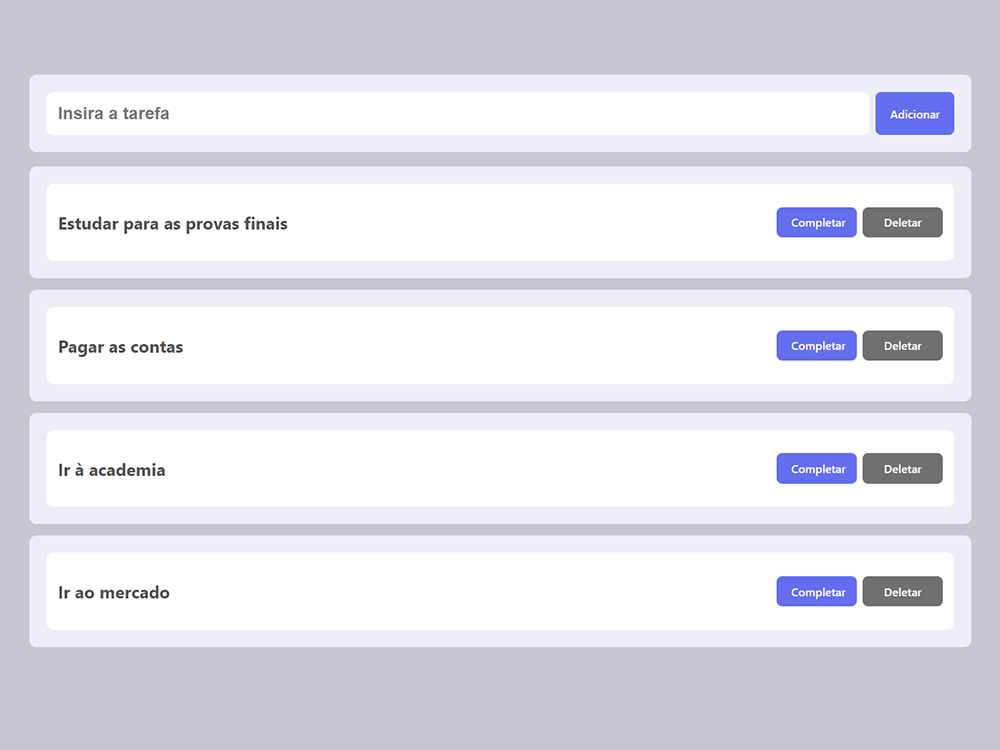 Insira a tarefa Adicionar
Estudar para as provas finais Completar Deletar
Pagar as contas Completar Deletar
Ir à academia Completar Deletar
Ir ao mercado Completar Deletar